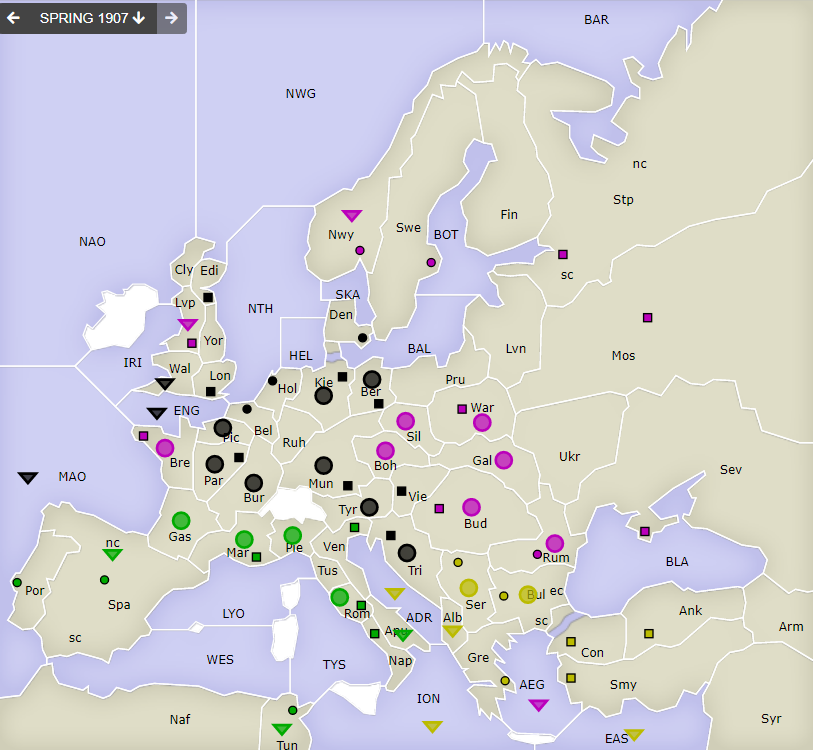 SPRING 1907
BAR
NWG
nc
Stp
Fin
Swe
BOT
Nwy
NAO
Cly Edi
sc
SKA
Lvp
NTH
Den
Yor
HEL
BAL
Lvn
Mos
IRI
Wal
Lon
Kie
Ber
Pru
Hol
ENG
Bel
War
Pic
Ruh
Sil
Bre
Boh
Gal
Ukr
Sev
MAO
Par
Mun
Bur
Vie
Tyr
Bud
Gas
nc
Mar
Pie
Ven
Tri
Rum
BLA
Tus
Por
Spa
Ser
Bul ec
Rom
Ank
LYO
ADR
Alb
sc
Apu
Arm
sc
Con
WES
TYS
Nap
Gre
AEG
Smy
ION
Naf
Syr
Tun
EAS